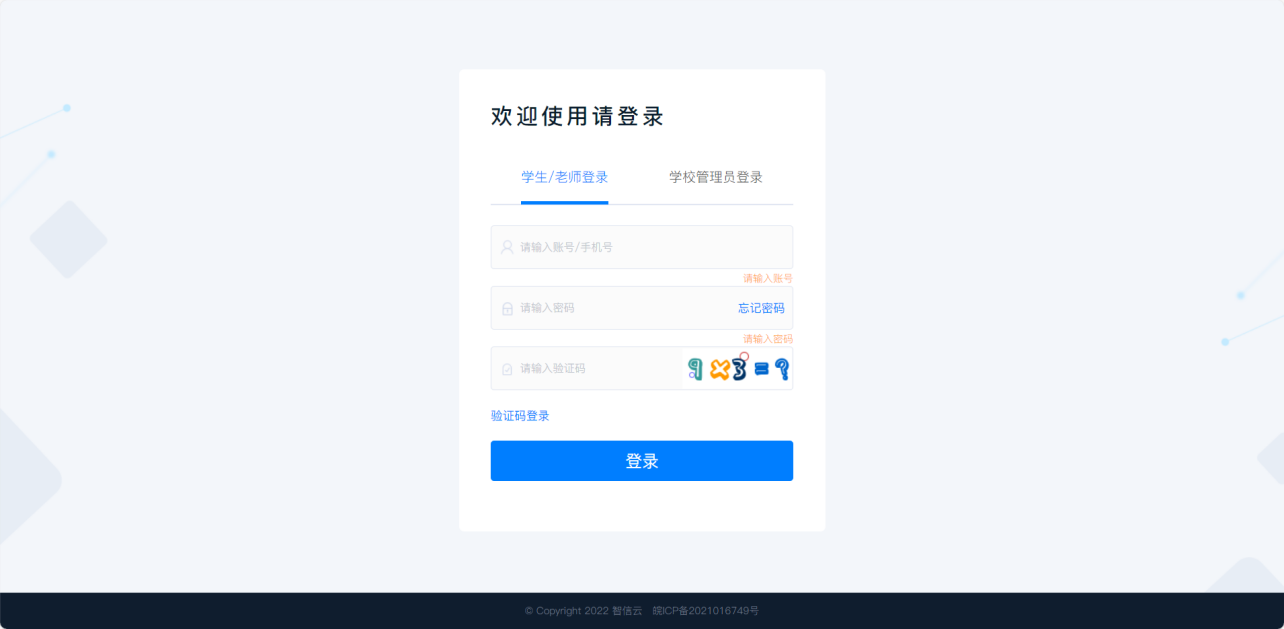 欢迎使用请登录
学生/老师登录 学校管理员登录
请输入账号/手机号
请输入账号
请输入密码 忘记密码
请输入密码
请输入验证码 9×3=?
验证码登录
登录
© Copyright 2022 智信云 皖ICP备2021016749号